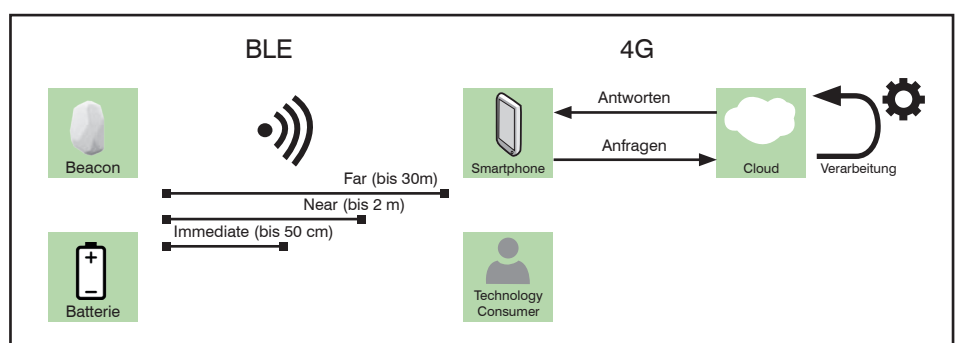 BLE
4G
Beacon
Far (bis 30m)
Near (bis 2 m)
Immediate (bis 50 cm)
Batterie
Smartphone
Antworten
Anfragen
Cloud
Verarbeitung
Technology
Consumer